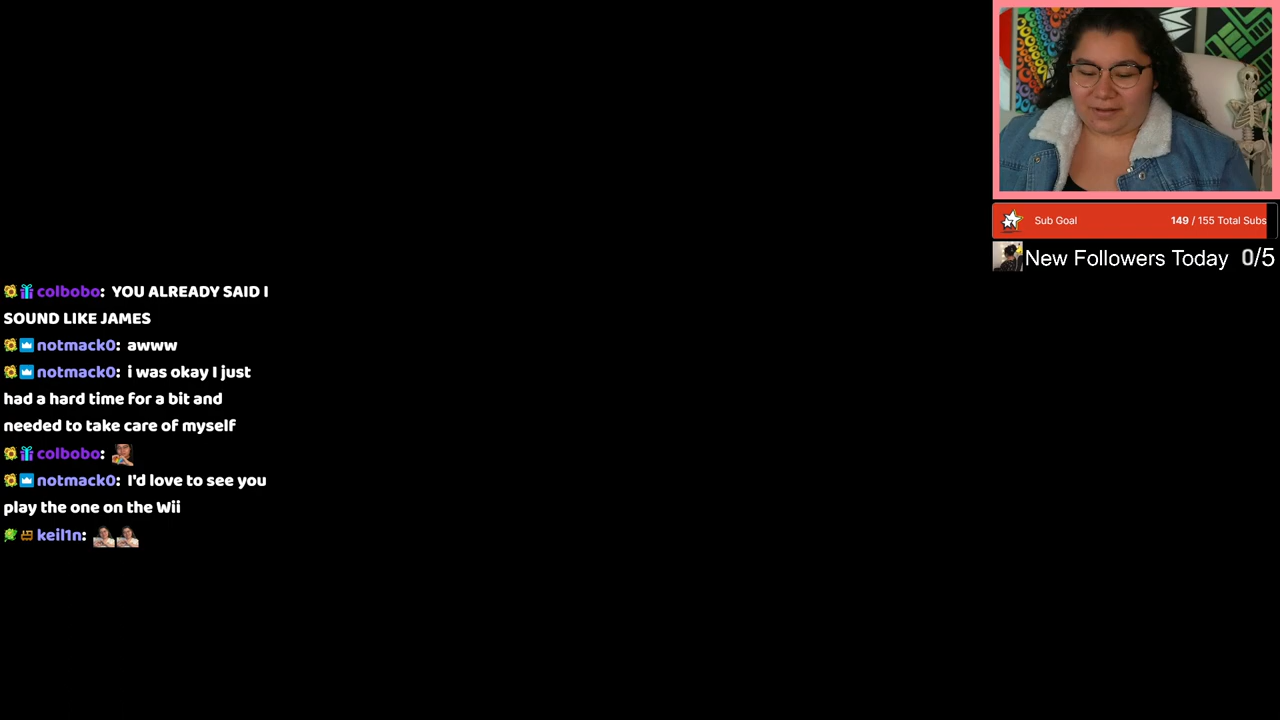 Sub Goal 149 / 155 Total Subs
New Followers Today 0/5
colbobo: YOU ALREADY SAID I
SOUND LIKE JAMES
notmack0: awww
notmack0: i was okay I just
had a hard time for a bit and
needed to take care of myself
colbobo:
notmack0: I'd love to see you
play the one on the Wii
keil1n: